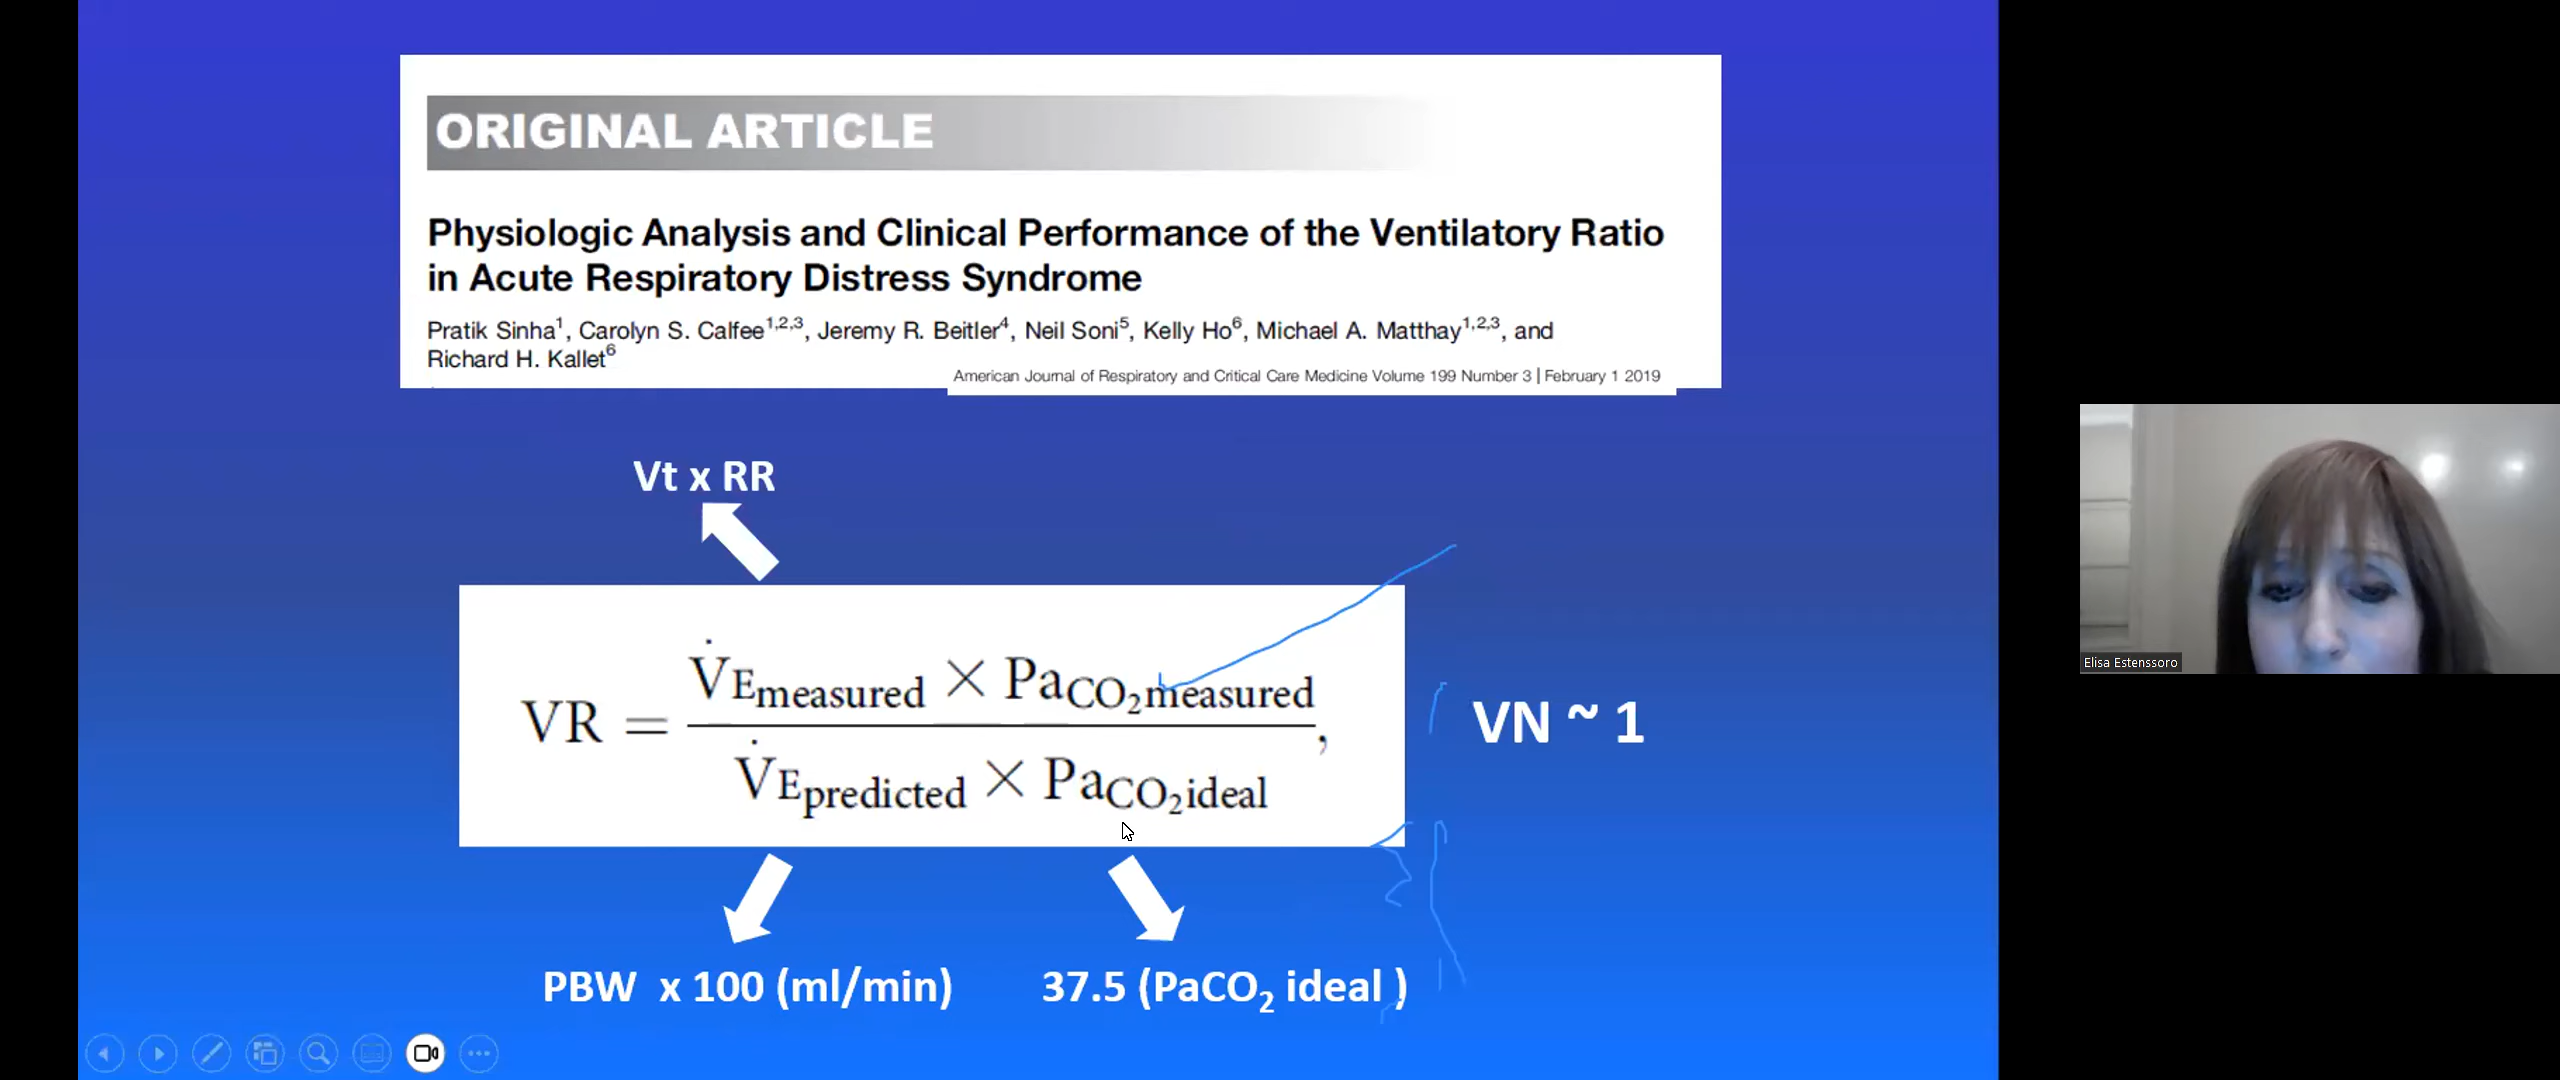 ORIGINAL ARTICLE
Physiologic Analysis and Clinical Performance of the Ventilatory Ratio
in Acute Respiratory Distress Syndrome
Pratik Sinha1, Carolyn S. Calfee1,2,3, Jeremy R. Beitler4, Neil Soni5, Kelly Ho6, Michael A. Matthay1,2,3, and
Richard H. Kallet6
American Journal of Respiratory and Critical Care Medicine Volume 199 Number 3 | February 1 2019
Vt x RR
VR = V̇Emeasured × PaCO2measured
V̇Epredicted × PaCO2ideal ,
VN ~ 1
PBW x 100 (ml/min)
37.5 (PaCO2 ideal )
Elisa Estenssoro